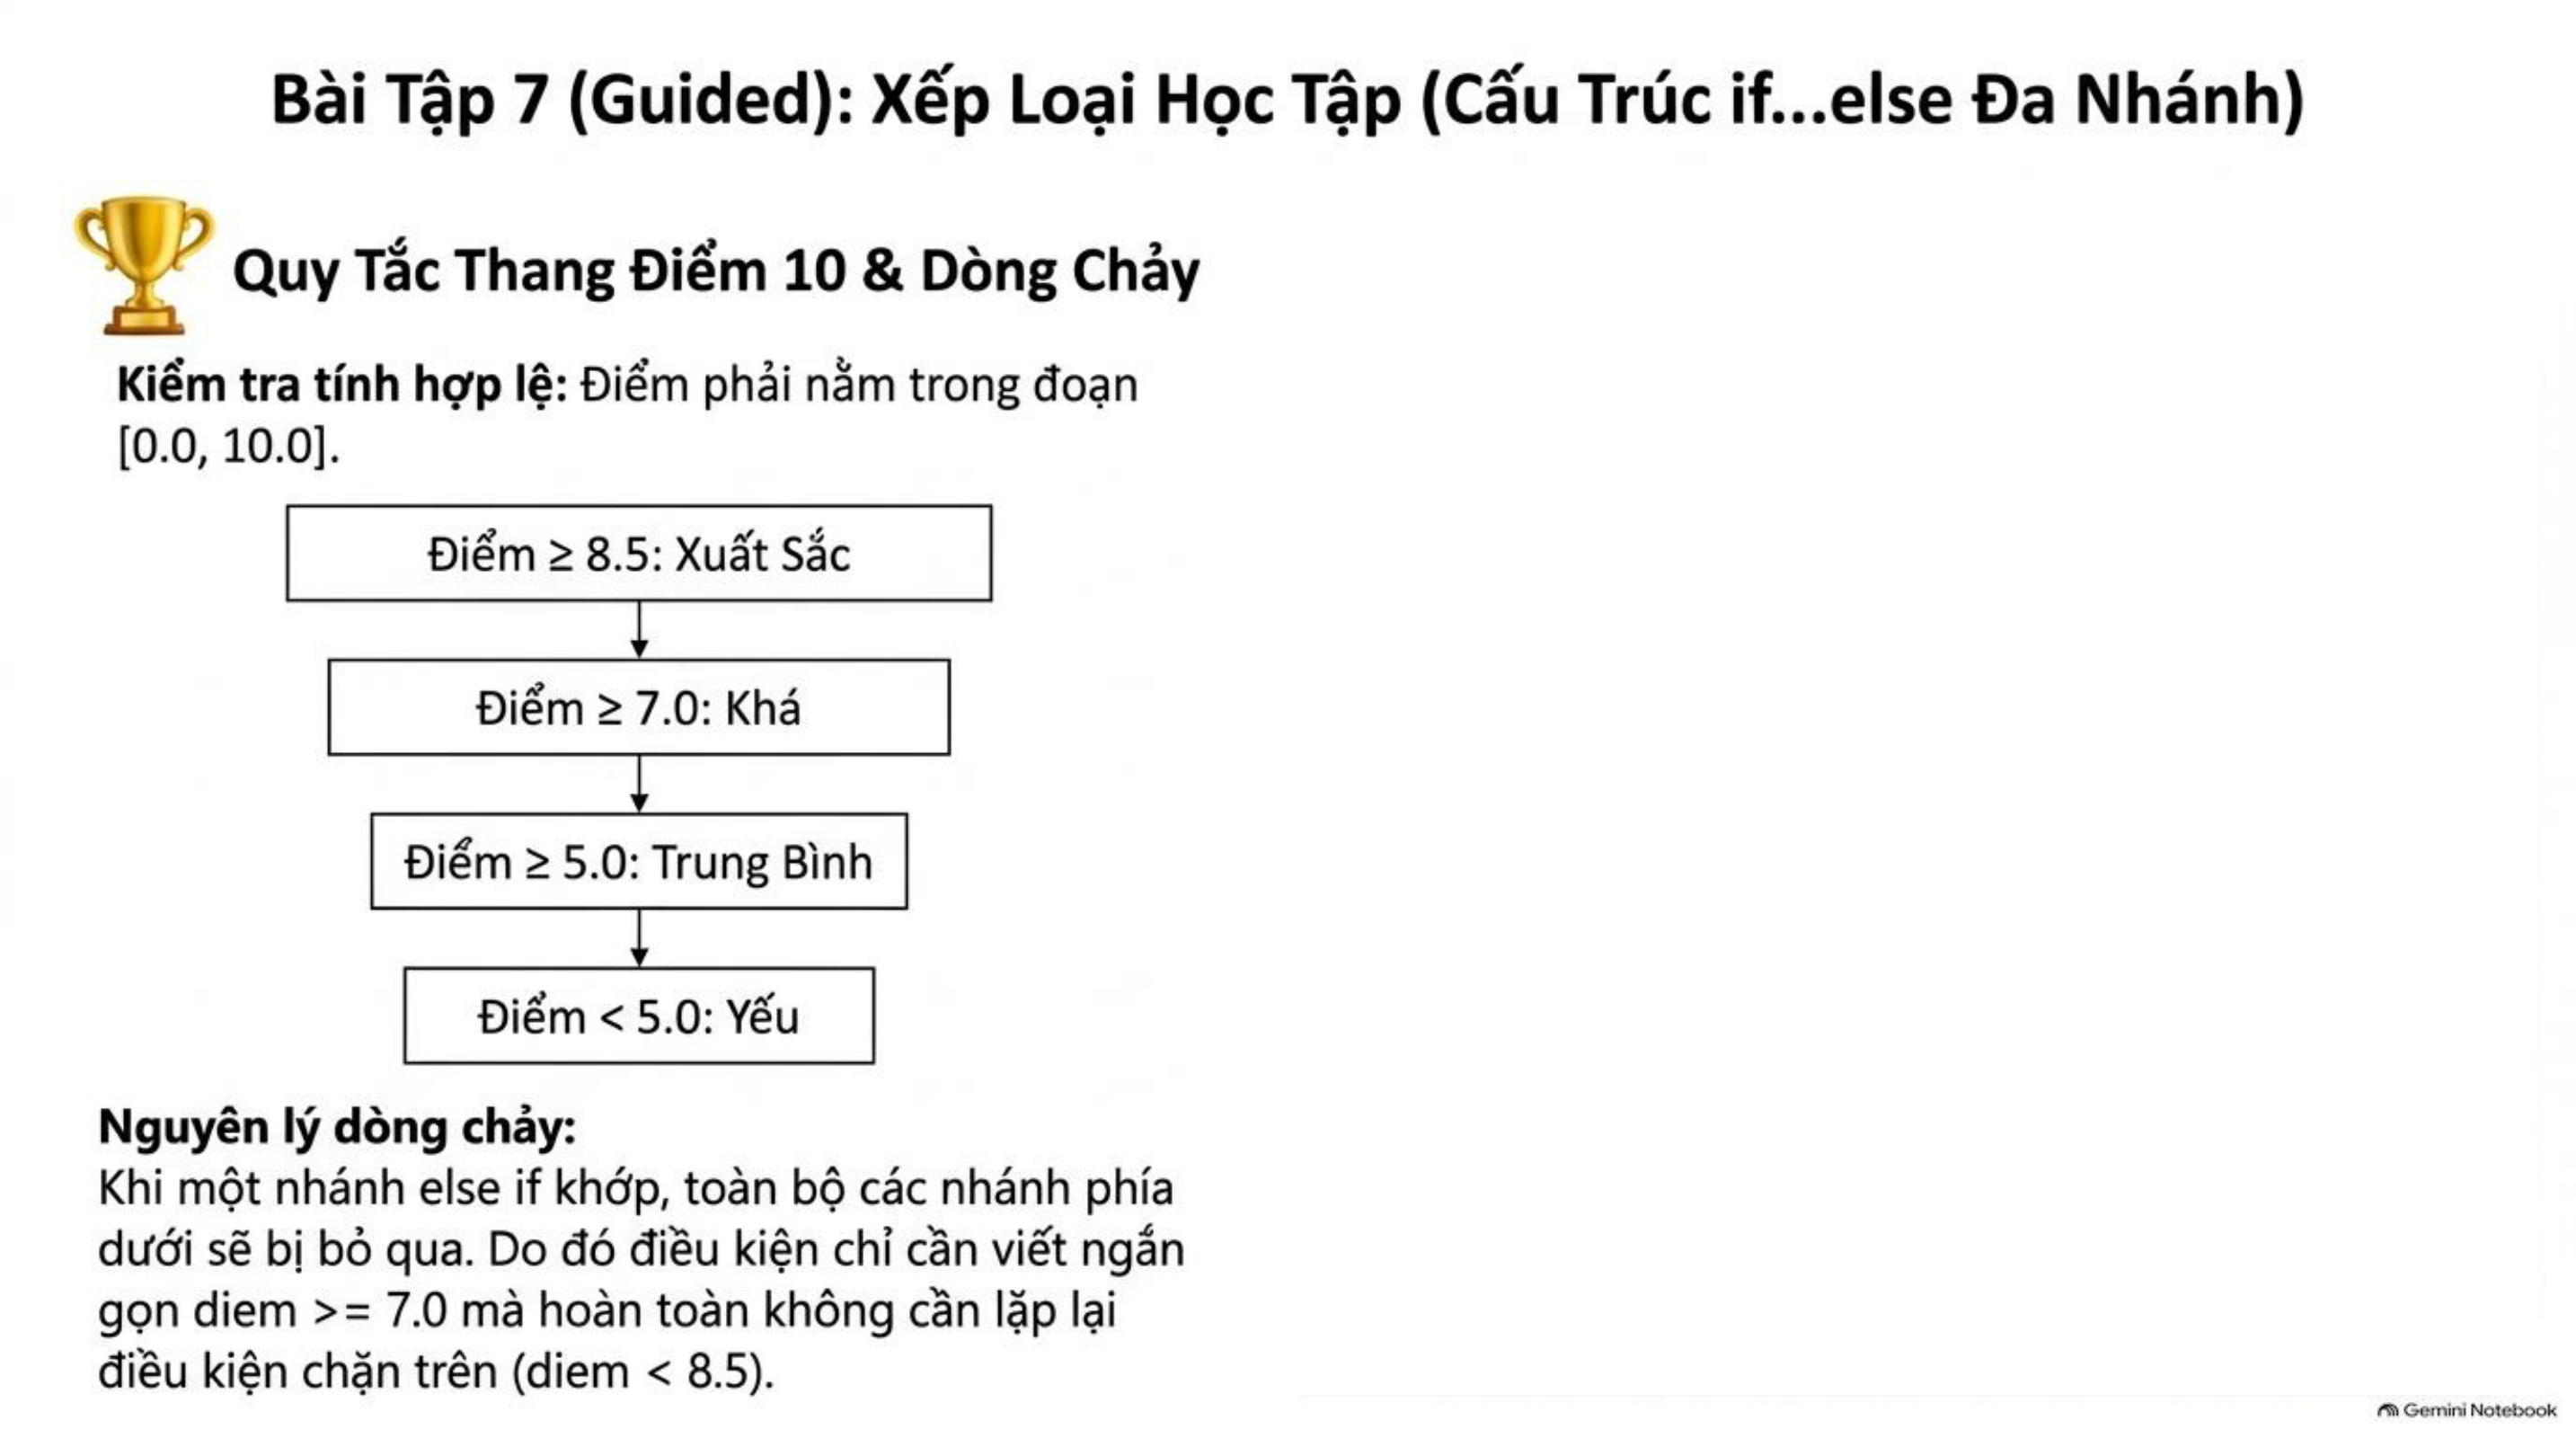 Bài Tập 7 (Guided): Xếp Loại Học Tập (Cấu Trúc if...else Đa Nhánh)
Quy Tắc Thang Điểm 10 & Dòng Chảy
Kiểm tra tính hợp lệ: Điểm phải nằm trong đoạn
[0.0, 10.0].
Điểm ≥ 8.5: Xuất Sắc
Điểm ≥ 7.0: Khá
Điểm ≥ 5.0: Trung Bình
Điểm < 5.0: Yếu
Nguyên lý dòng chảy:
Khi một nhánh else if khớp, toàn bộ các nhánh phía
dưới sẽ bị bỏ qua. Do đó điều kiện chỉ cần viết ngắn
gọn diem >= 7.0 mà hoàn toàn không cần lặp lại
điều kiện chặn trên (diem < 8.5).
Gemini Notebook